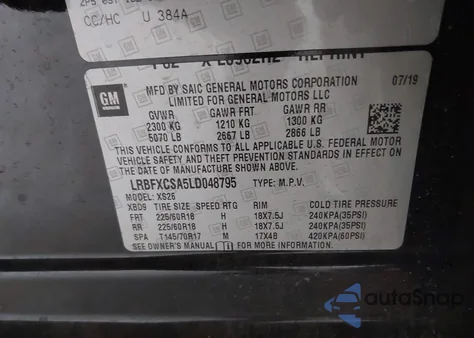 CC/HC U 384A
REPRINT
GM
MFD BY SAIC GENERAL MOTORS CORPORATION 07/19
LIMITED FOR GENERAL MOTORS LLC
GVWR GAWR FRT GAWR RR
2300 KG 1210 KG 1300 KG
5070 LB 2667 LB 2866 LB
THIS VEHICLE CONFORMS TO ALL APPLICABLE U.S.
FEDERAL MOTOR VEHICLE SAFETY AND THEFT
PREVENTION STANDARDS IN EFFECT ON
THE DATE OF MANUFACTURE SHOWN ABOVE.
LRBFXCSA5LD048795 TYPE: M.P.V.
MODEL: XS26
XBD9 TIRE SIZE SPEED RTG RIM COLD TIRE PRESSURE
FRT 225/60R18 H 18X7.5J 240KPA(35PSI)
RR 225/60R18 H 18X7.5J 240KPA(35PSI)
SPA T145/70R17 M 17X4B 420KPA(60PSI)
SEE OWNER'S MANUAL FOR MORE INFORMATION.
autoSnap